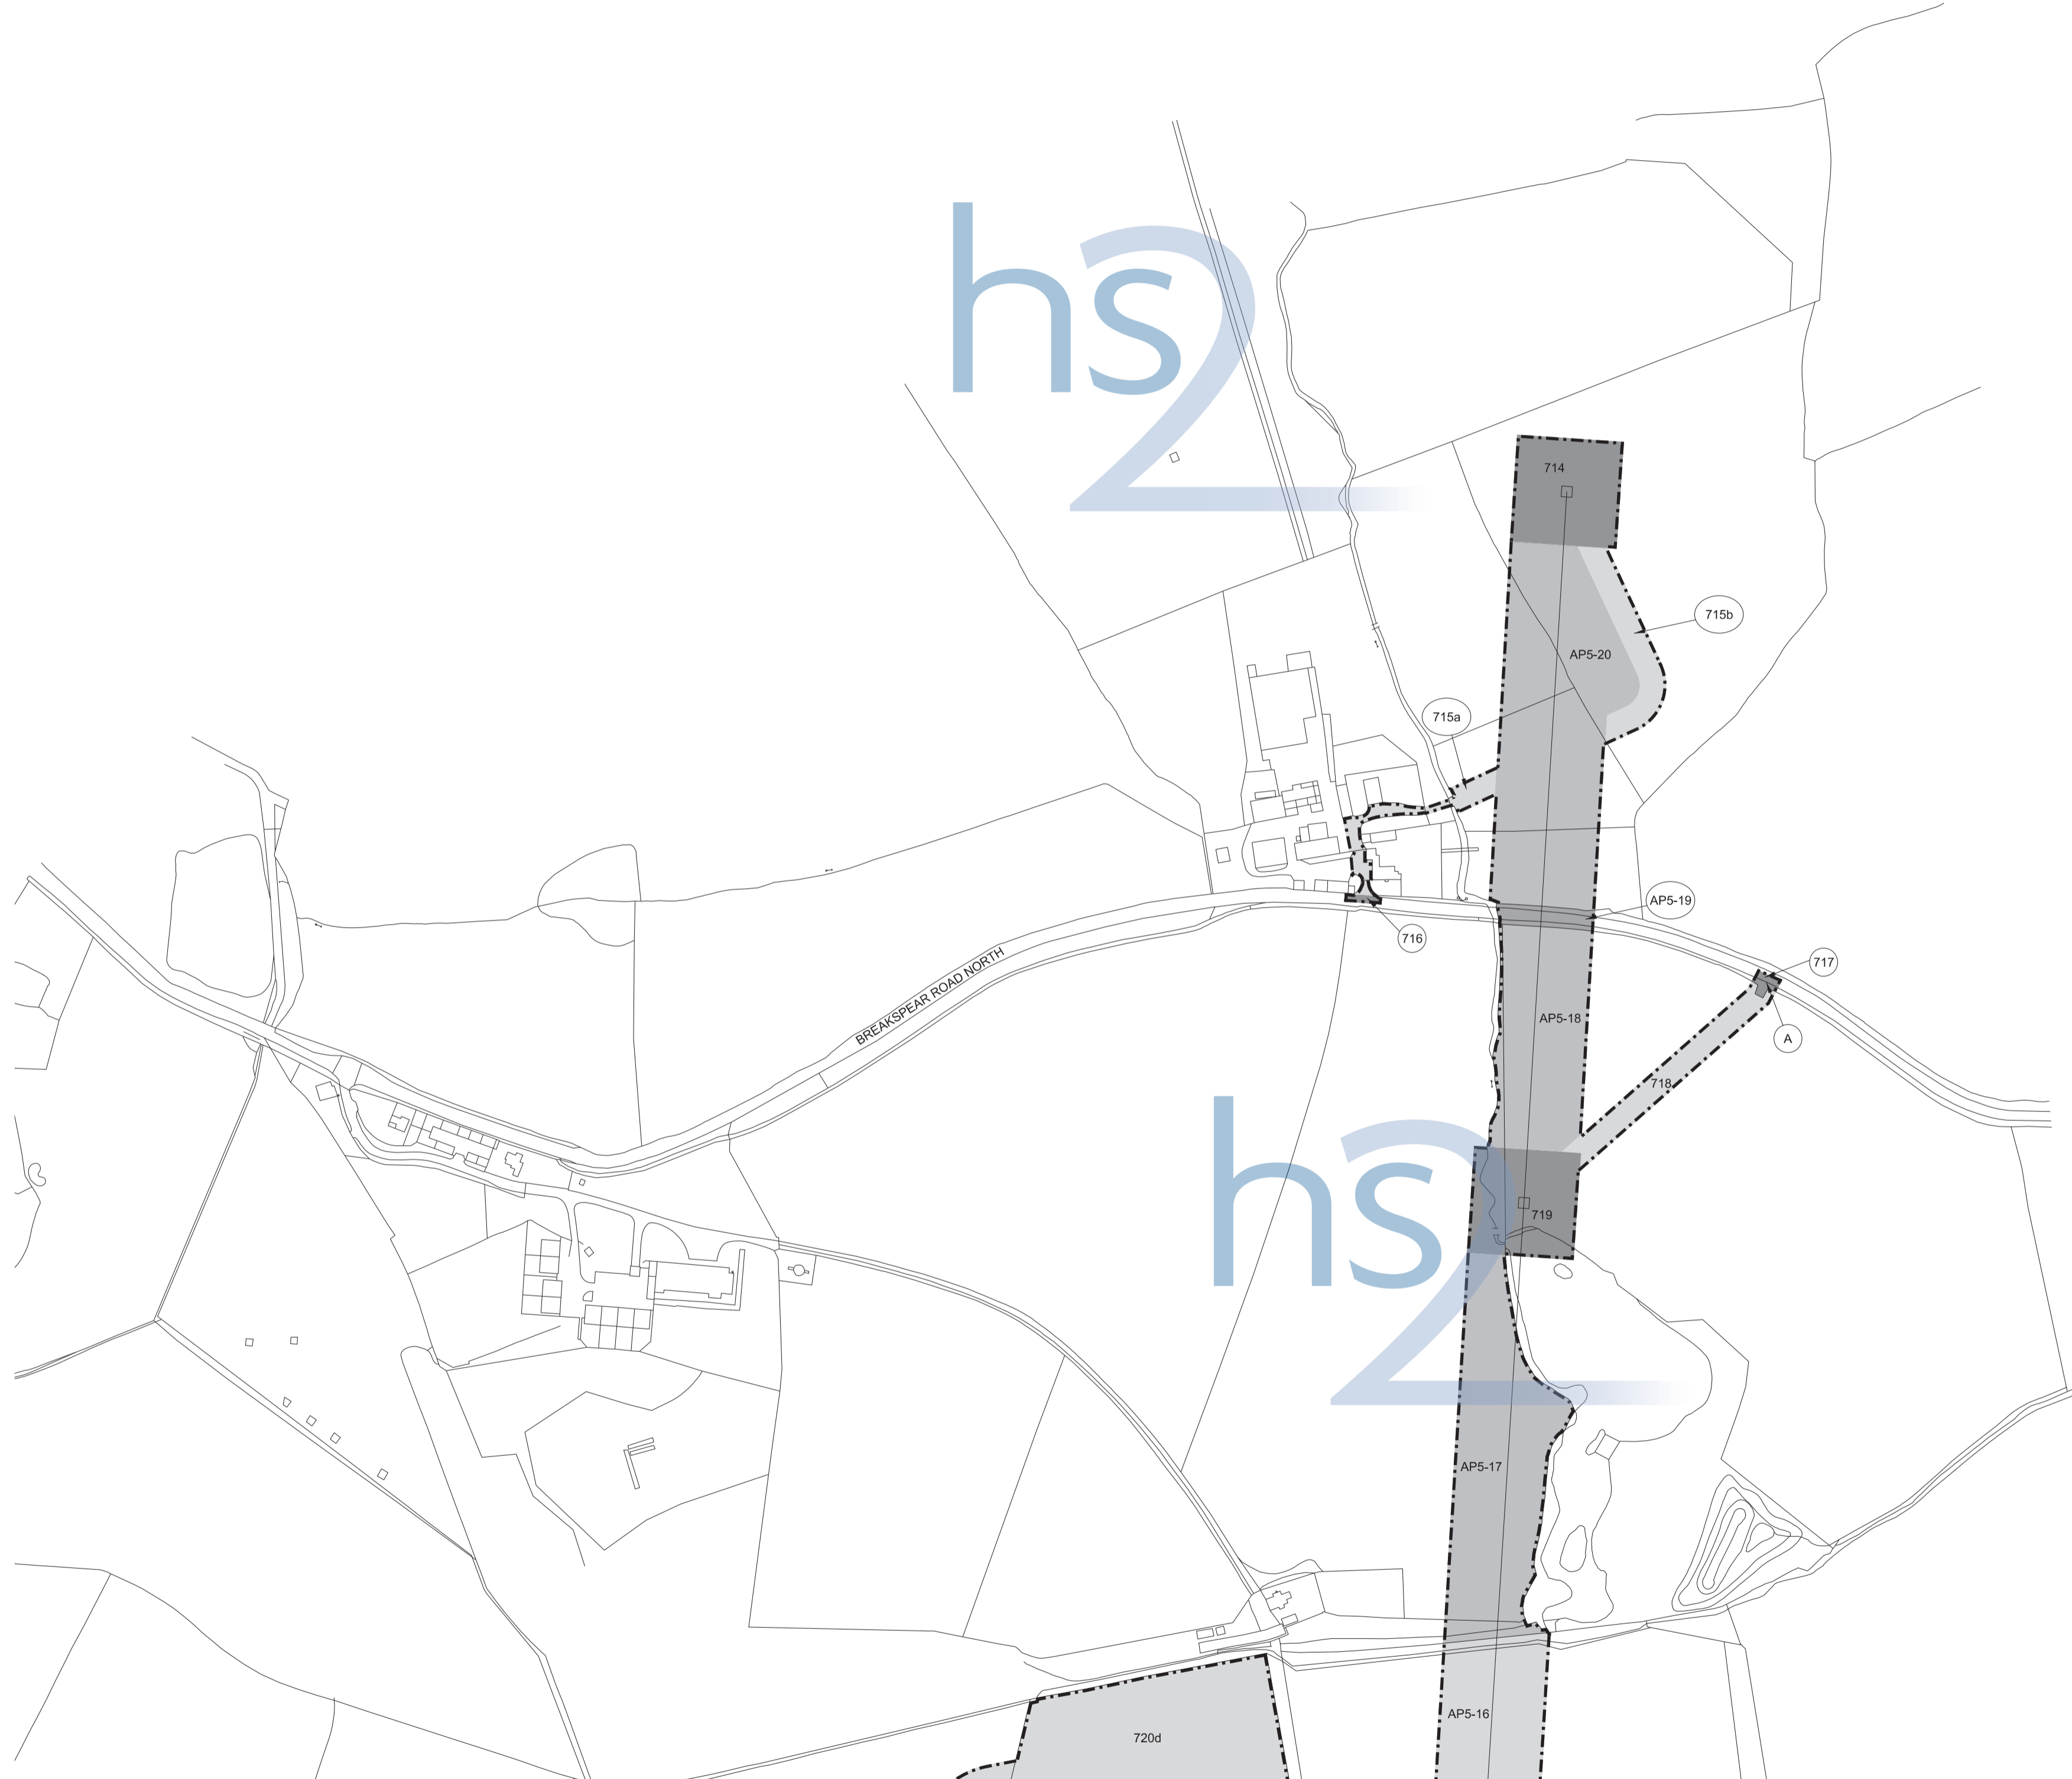 hs2
714
715b
AP5-20
715a
AP5-19
716
717
BREAKSPEAR ROAD NORTH
AP5-18
A
718
hs2
719
AP5-17
AP5-16
720d